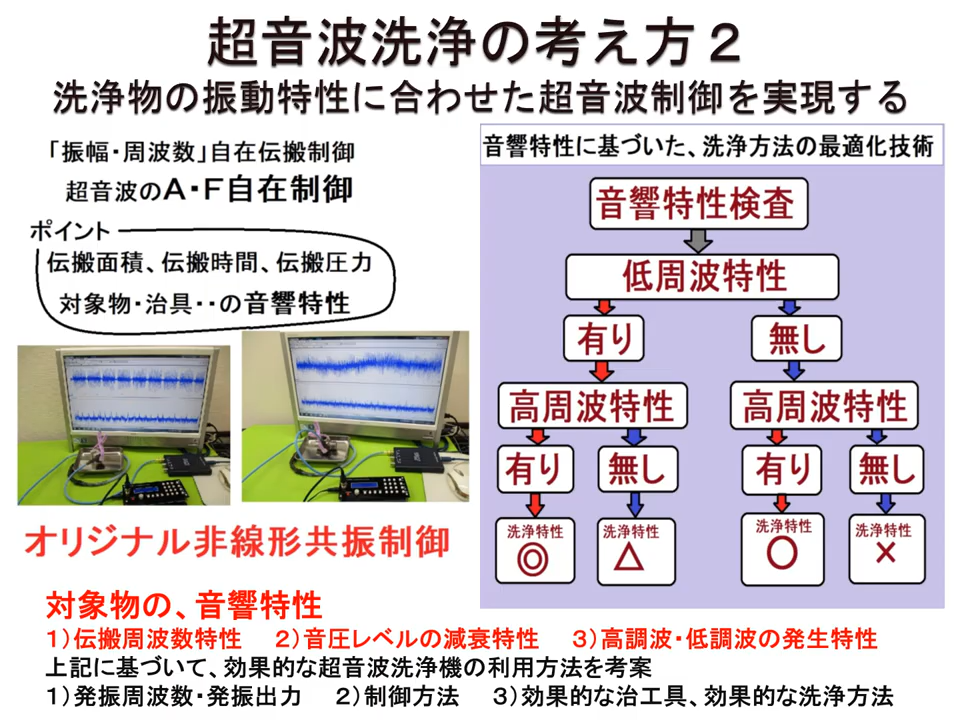 超音波洗浄の考え方２
洗浄物の振動特性に合わせた超音波制御を実現する
「振幅・周波数」自在伝搬制御
超音波のＡ・Ｆ自在制御
ポイント
伝搬面積、伝搬時間、伝搬圧力
対象物・治具・・の音響特性
オリジナル非線形共振制御
音響特性に基づいた、洗浄方法の最適化技術
音響特性検査
低周波特性
有り
無し
高周波特性
高周波特性
有り
無し
有り
無し
洗浄特性
◎
洗浄特性
△
洗浄特性
○
洗浄特性
×
対象物の、音響特性
１）伝搬周波数特性　２）音圧レベルの減衰特性　３）高調波・低調波の発生特性
上記に基づいて、効果的な超音波洗浄機の利用方法を考案
１）発振周波数・発振出力　２）制御方法　３）効果的な治工具、効果的な洗浄方法